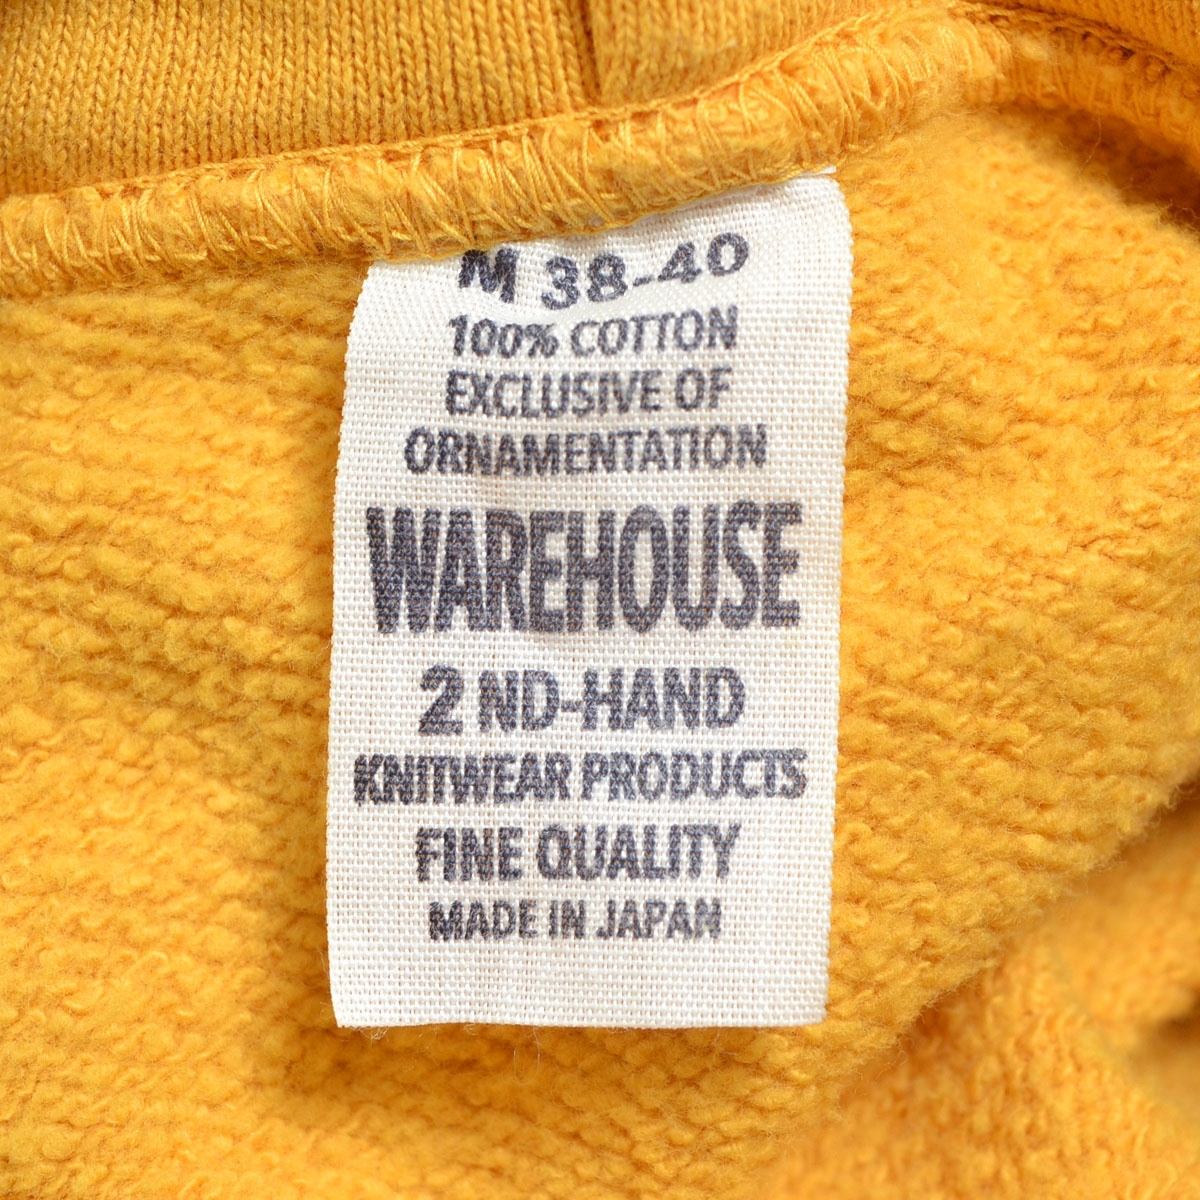 M 38-40
100% COTTON
EXCLUSIVE OF
ORNAMENTATION
WAREHOUSE
2 ND-HAND
KNITWEAR PRODUCTS
FINE QUALITY
MADE IN JAPAN